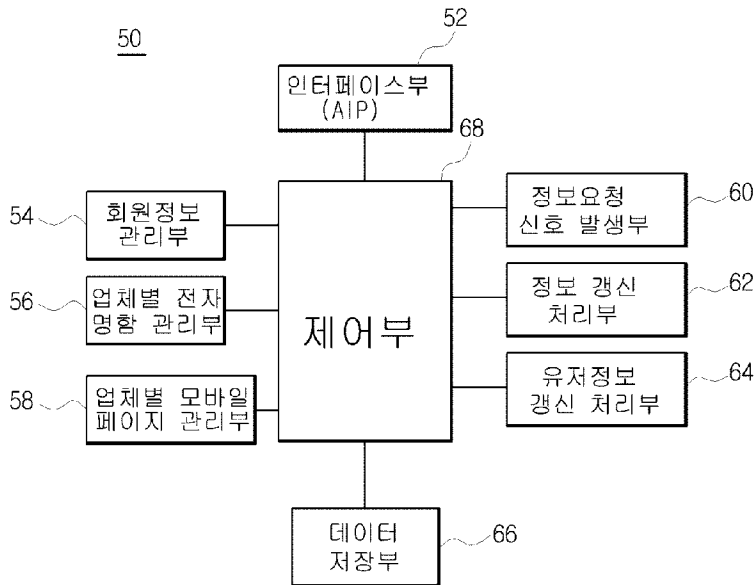 50
52
인터페이스부
(AIP)
68
54
회원정보
관리부
56
업체별 전자
명함 관리부
58
업체별 모바일
페이지 관리부
제어부
정보요청
신호 발생부
60
정보 갱신
처리부
62
유저정보
갱신 처리부
64
데이터
저장부
66